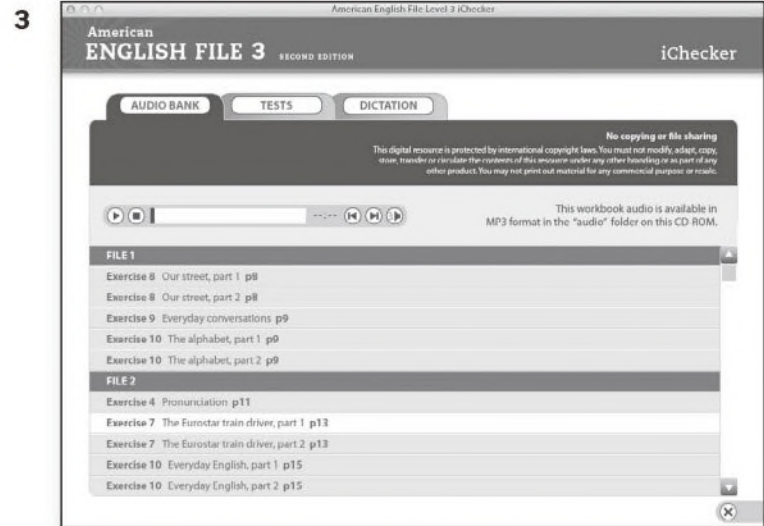 3
American English File Level 3 iChecker
American
ENGLISH FILE 3 SECOND EDITION
iChecker
AUDIO BANK TESTS DICTATION
No copying or file sharing
This digital resource is protected by international copyright laws. You must not modify, adapt, copy,
store, transfer or circulate the contents of this resource under any other branding or as part of any
other product. You may not print out material for any commercial purpose or resale.
--:--
This workbook audio is available in
MP3 format in the "audio" folder on this CD ROM.
FILE 1
Exercise 8 Our street, part 1 p8
Exercise 8 Our street, part 2 p8
Exercise 9 Everyday conversations p9
Exercise 10 The alphabet, part 1 p9
Exercise 10 The alphabet, part 2 p9
FILE 2
Exercise 4 Pronunciation p11
Exercise 7 The Eurostar train driver, part 1 p13
Exercise 7 The Eurostar train driver, part 2 p13
Exercise 10 Everyday English, part 1 p15
Exercise 10 Everyday English, part 2 p15